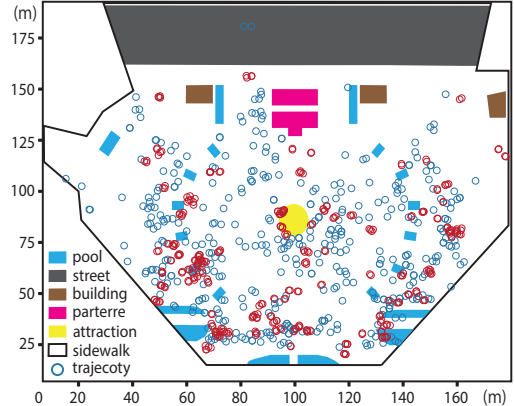 (m)
175
150
125
100
75
50
25
pool
street
building
parterre
attraction
sidewalk
trajecoty
0 20 40 60 80 100 120 140 160 (m)